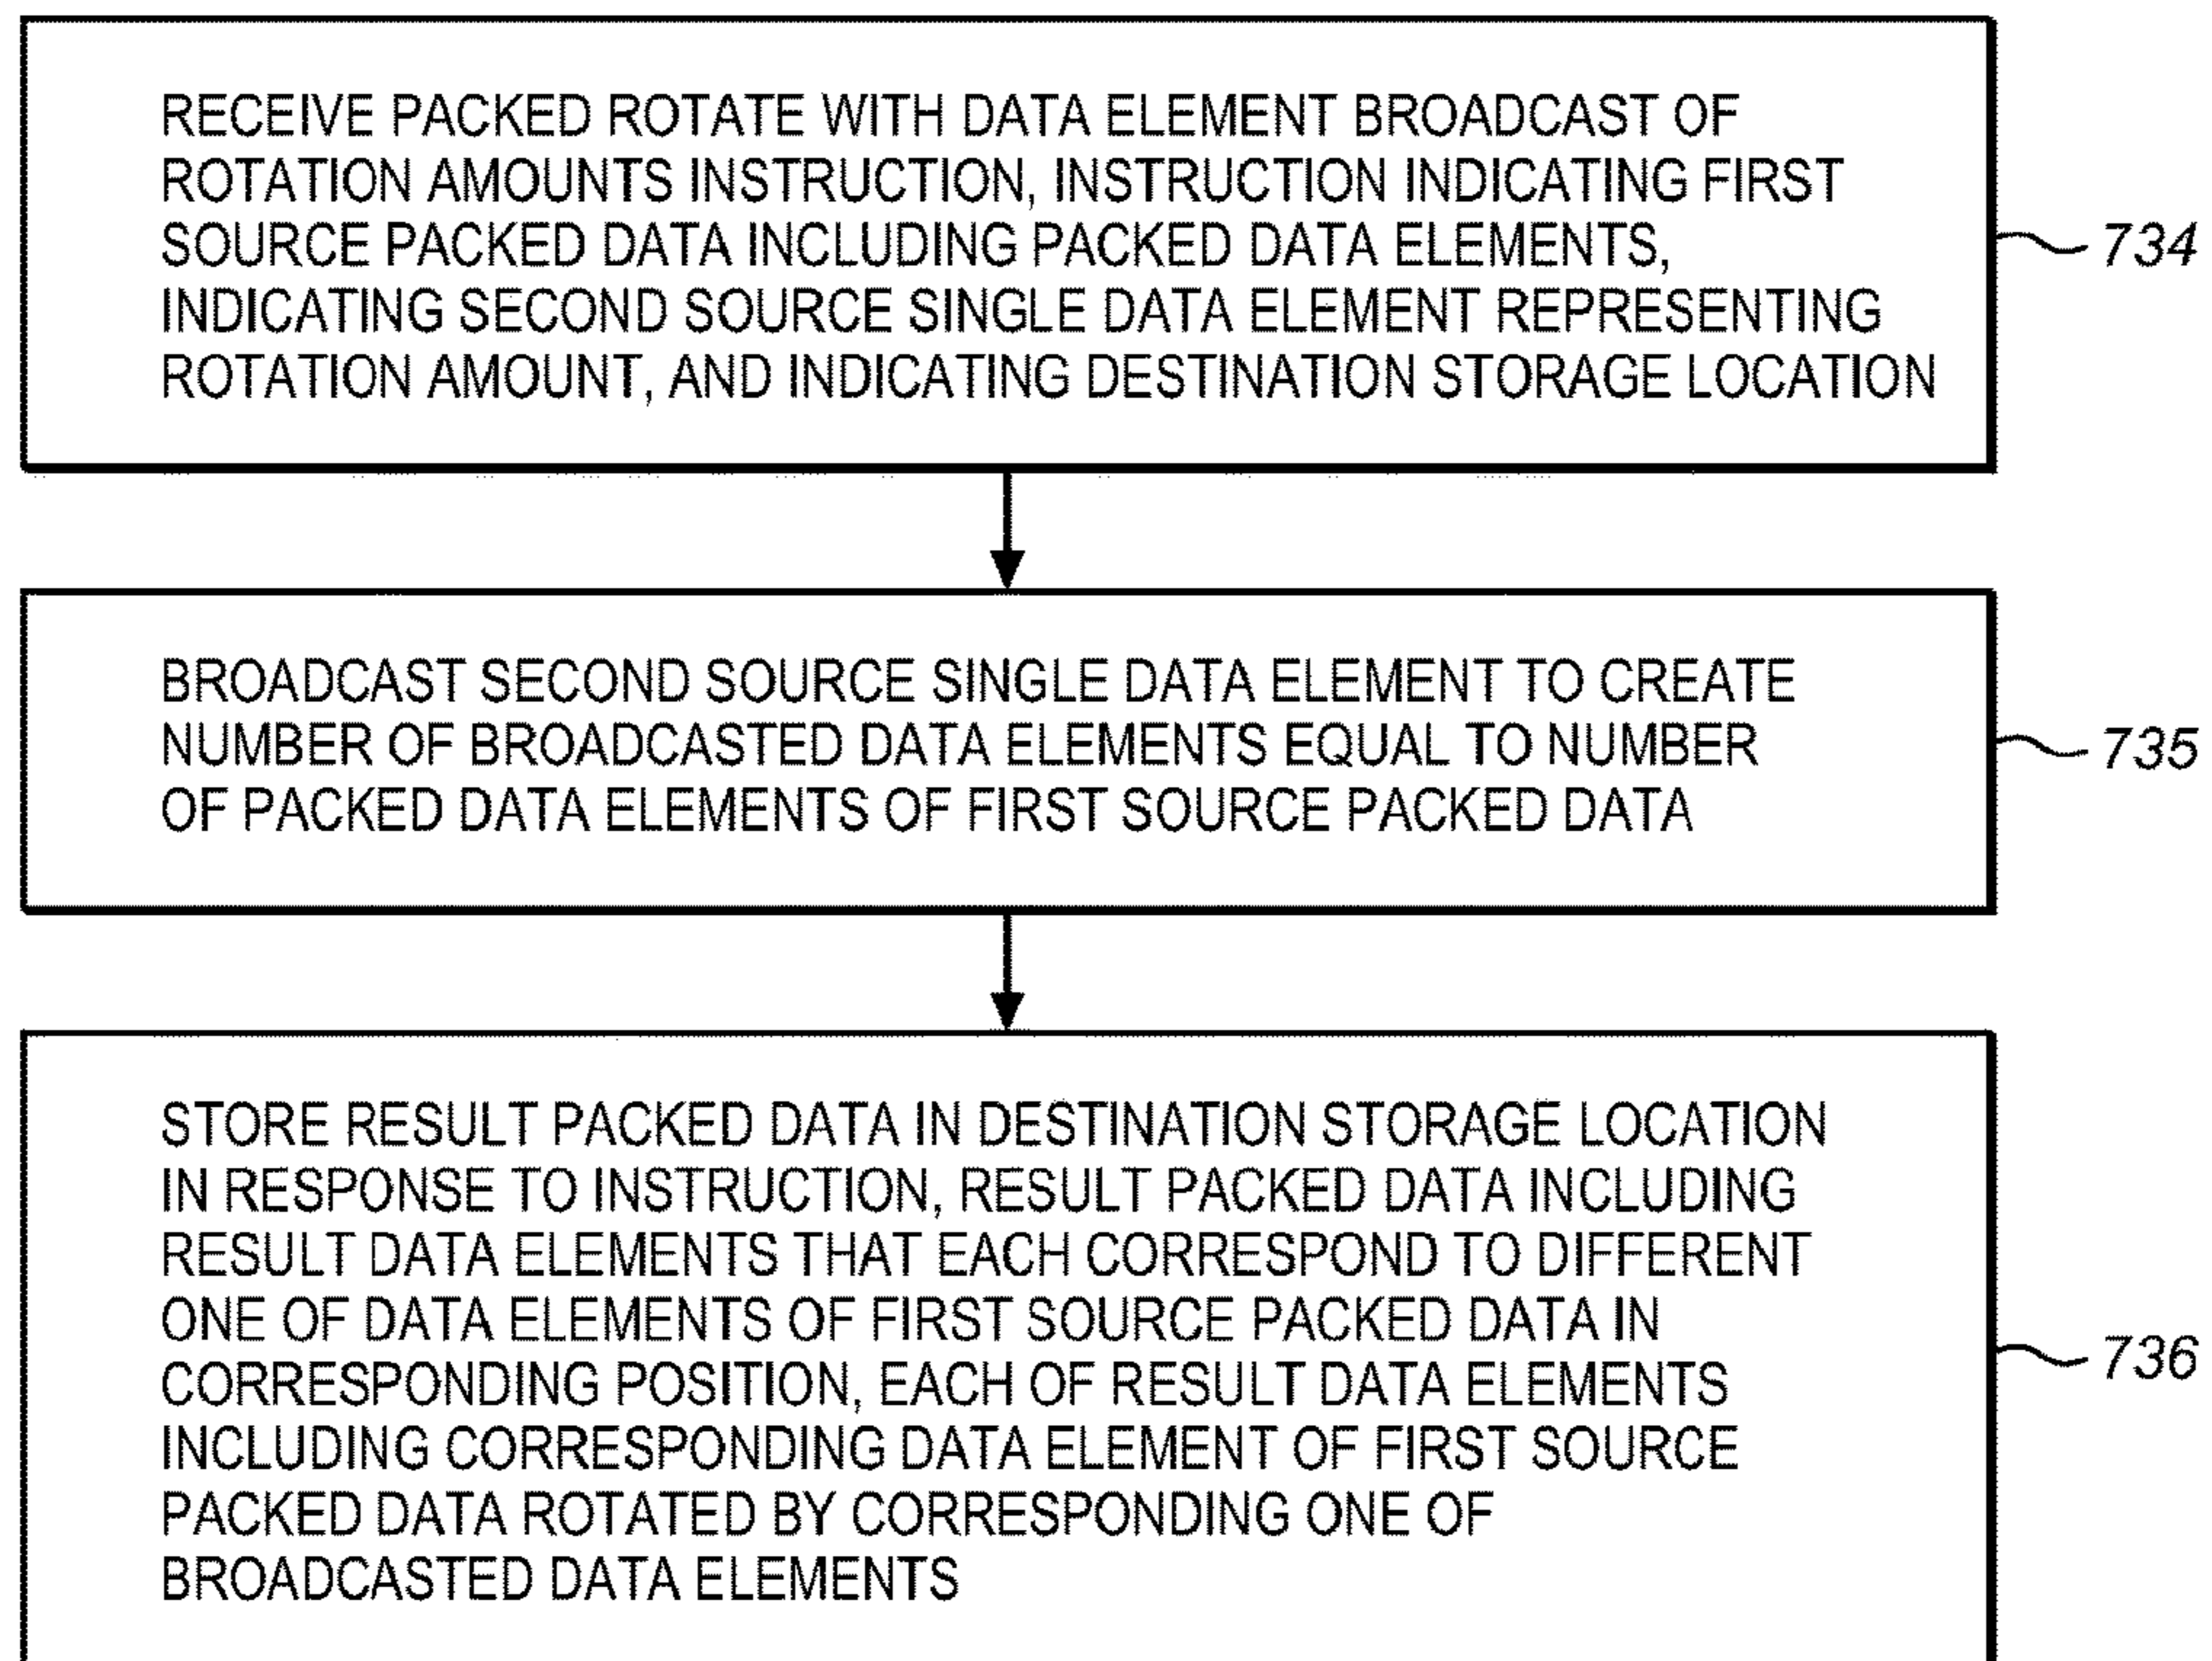 RECEIVE PACKED ROTATE WITH DATA ELEMENT BROADCAST OF
ROTATION AMOUNTS INSTRUCTION, INSTRUCTION INDICATING FIRST
SOURCE PACKED DATA INCLUDING PACKED DATA ELEMENTS,
INDICATING SECOND SOURCE SINGLE DATA ELEMENT REPRESENTING
ROTATION AMOUNT, AND INDICATING DESTINATION STORAGE LOCATION
734
BROADCAST SECOND SOURCE SINGLE DATA ELEMENT TO CREATE
NUMBER OF BROADCASTED DATA ELEMENTS EQUAL TO NUMBER
OF PACKED DATA ELEMENTS OF FIRST SOURCE PACKED DATA
735
STORE RESULT PACKED DATA IN DESTINATION STORAGE LOCATION
IN RESPONSE TO INSTRUCTION, RESULT PACKED DATA INCLUDING
RESULT DATA ELEMENTS THAT EACH CORRESPOND TO DIFFERENT
ONE OF DATA ELEMENTS OF FIRST SOURCE PACKED DATA IN
CORRESPONDING POSITION, EACH OF RESULT DATA ELEMENTS
INCLUDING CORRESPONDING DATA ELEMENT OF FIRST SOURCE
PACKED DATA ROTATED BY CORRESPONDING ONE OF
BROADCASTED DATA ELEMENTS
736